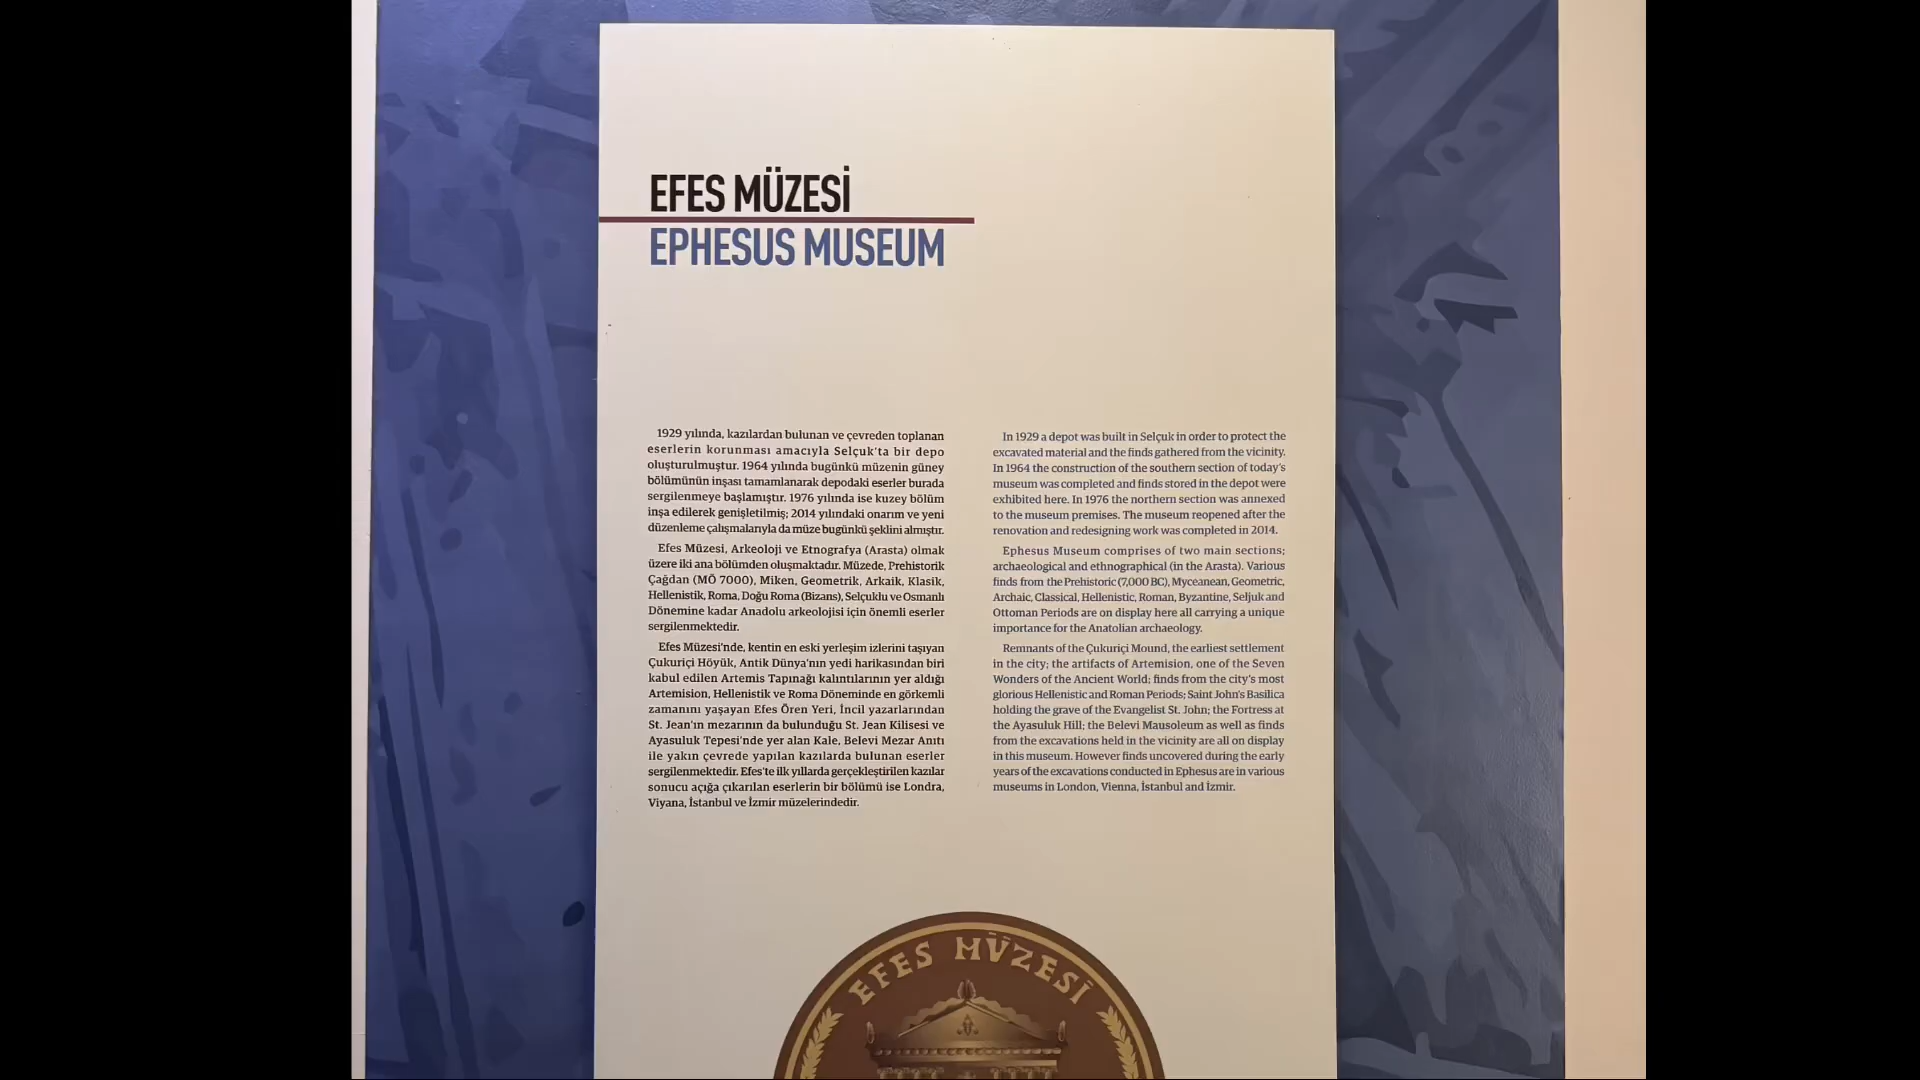 EFES MÜZESİ
EPHESUS MUSEUM
1929 yılında, kazılardan bulunan ve çevreden toplanan
eserlerin korunması amacıyla Selçuk'ta bir depo
oluşturulmuştur. 1964 yılında bugünkü müzenin güney
bölümünün inşası tamamlanarak depodaki eserler burada
sergilenmeye başlamıştır. 1976 yılında ise kuzey bölüm
inşa edilerek genişletilmiş; 2014 yılındaki onarım ve yeni
düzenleme çalışmalarıyla da müze bugünkü şeklini almıştır.
Efes Müzesi, Arkeoloji ve Etnografya (Arasta) olmak
üzere iki ana bölümden oluşmaktadır. Müzede, Prehistorik
Çağdan (MÖ 7000), Miken, Geometrik, Arkaik, Klasik,
Hellenistik, Roma, Doğu Roma (Bizans), Selçuklu ve Osmanlı
Dönemine kadar Anadolu arkeolojisi için önemli eserler
sergilenmektedir.
Efes Müzesi'nde, kentin en eski yerleşim izlerini taşıyan
Çukuriçi Höyük, Antik Dünya'nın yedi harikasından biri
kabul edilen Artemis Tapınağı kalıntılarının yer aldığı
Artemision, Hellenistik ve Roma Döneminde en görkemli
zamanını yaşayan Efes Ören Yeri, İncil yazarlarından
St. Jean'ın mezarının da bulunduğu St. Jean Kilisesi ve
Ayasuluk Tepesi'nde yer alan Kale, Belevi Mezar Anıtı
ile yakın çevrede yapılan kazılarda bulunan eserler
sergilenmektedir. Efes'te ilk yıllarda gerçekleştirilen kazılar
sonucu açığa çıkarılan eserlerin bir bölümü ise Londra,
Viyana, İstanbul ve İzmir müzelerindedir.
In 1929 a depot was built in Selçuk in order to protect the
excavated material and the finds gathered from the vicinity.
In 1964 the construction of the southern section of today's
museum was completed and finds stored in the depot were
exhibited here. In 1976 the northern section was annexed
to the museum premises. The museum reopened after the
renovation and redesigning work was completed in 2014.
Ephesus Museum comprises of two main sections;
archaeological and ethnographical (in the Arasta). Various
finds from the Prehistoric (7,000 BC), Myceanean, Geometric,
Archaic, Classical, Hellenistic, Roman, Byzantine, Seljuk and
Ottoman Periods are on display here all carrying a unique
importance for the Anatolian archaeology.
Remnants of the Çukuriçi Mound, the earliest settlement
in the city; the artifacts of Artemision, one of the Seven
Wonders of the Ancient World; finds from the city's most
glorious Hellenistic and Roman Periods; Saint John's Basilica
holding the grave of the Evangelist St. John; the Fortress at
the Ayasuluk Hill; the Belevi Mausoleum as well as finds
from the excavations held in the vicinity are all on display
in this museum. However finds uncovered during the early
years of the excavations conducted in Ephesus are in various
museums in London, Vienna, İstanbul and İzmir.
EFES MÜZESİ